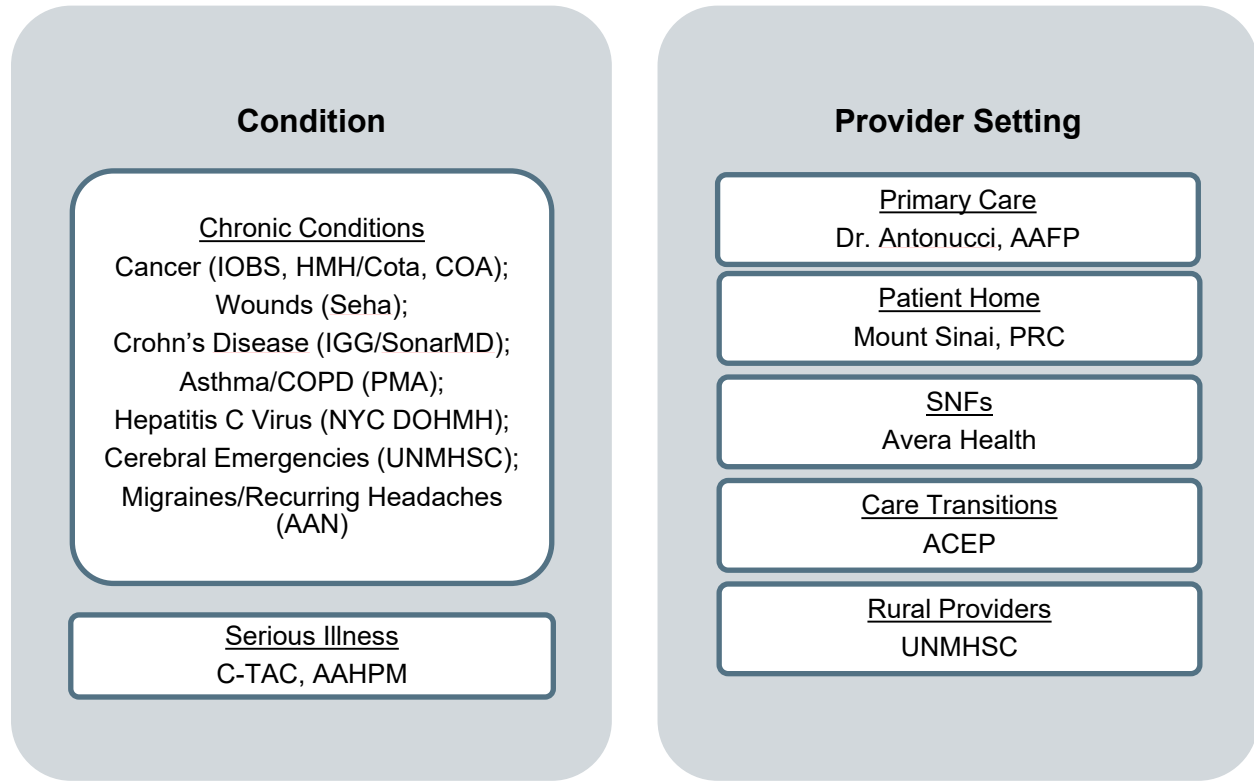 Condition
Chronic Conditions
Cancer (IOBS, HMH/Cota, COA);
Wounds (Seha);
Crohn's Disease (IGG/SonarMD);
Asthma/COPD (PMA);
Hepatitis C Virus (NYC DOHMH);
Cerebral Emergencies (UNMHSC);
Migraines/Recurring Headaches
(AAN)
Serious Illness
C-TAC, AAHPM
Provider Setting
Primary Care
Dr. Antonucci, AAFP
Patient Home
Mount Sinai, PRC
SNFs
Avera Health
Care Transitions
ACEP
Rural Providers
UNMHSC